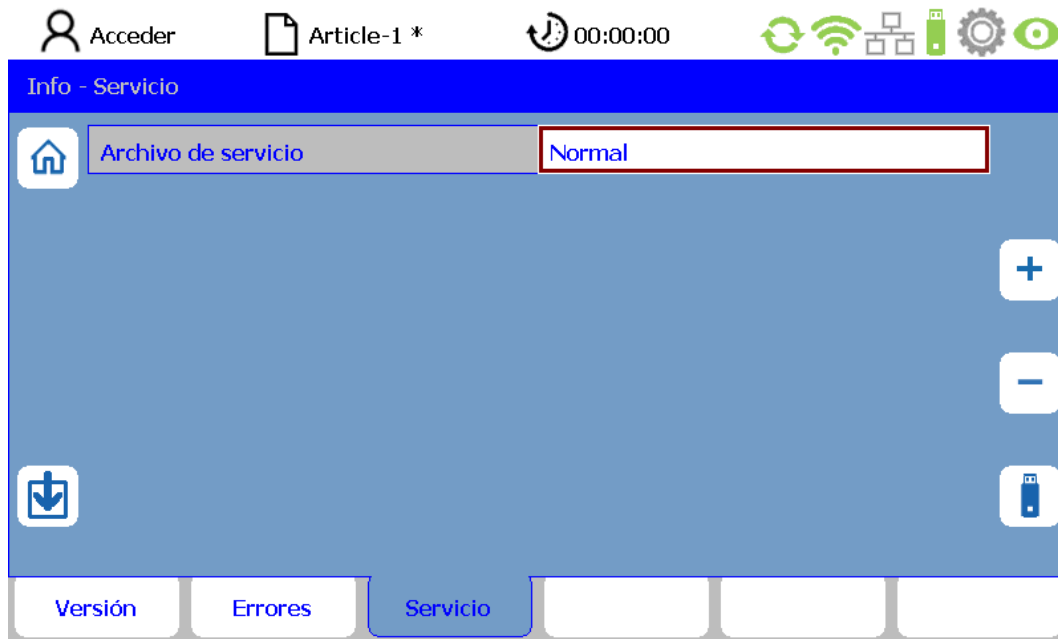 Acceder
Article-1 *
00:00:00
Info - Servicio
Archivo de servicio
Normal
Versión
Errores
Servicio